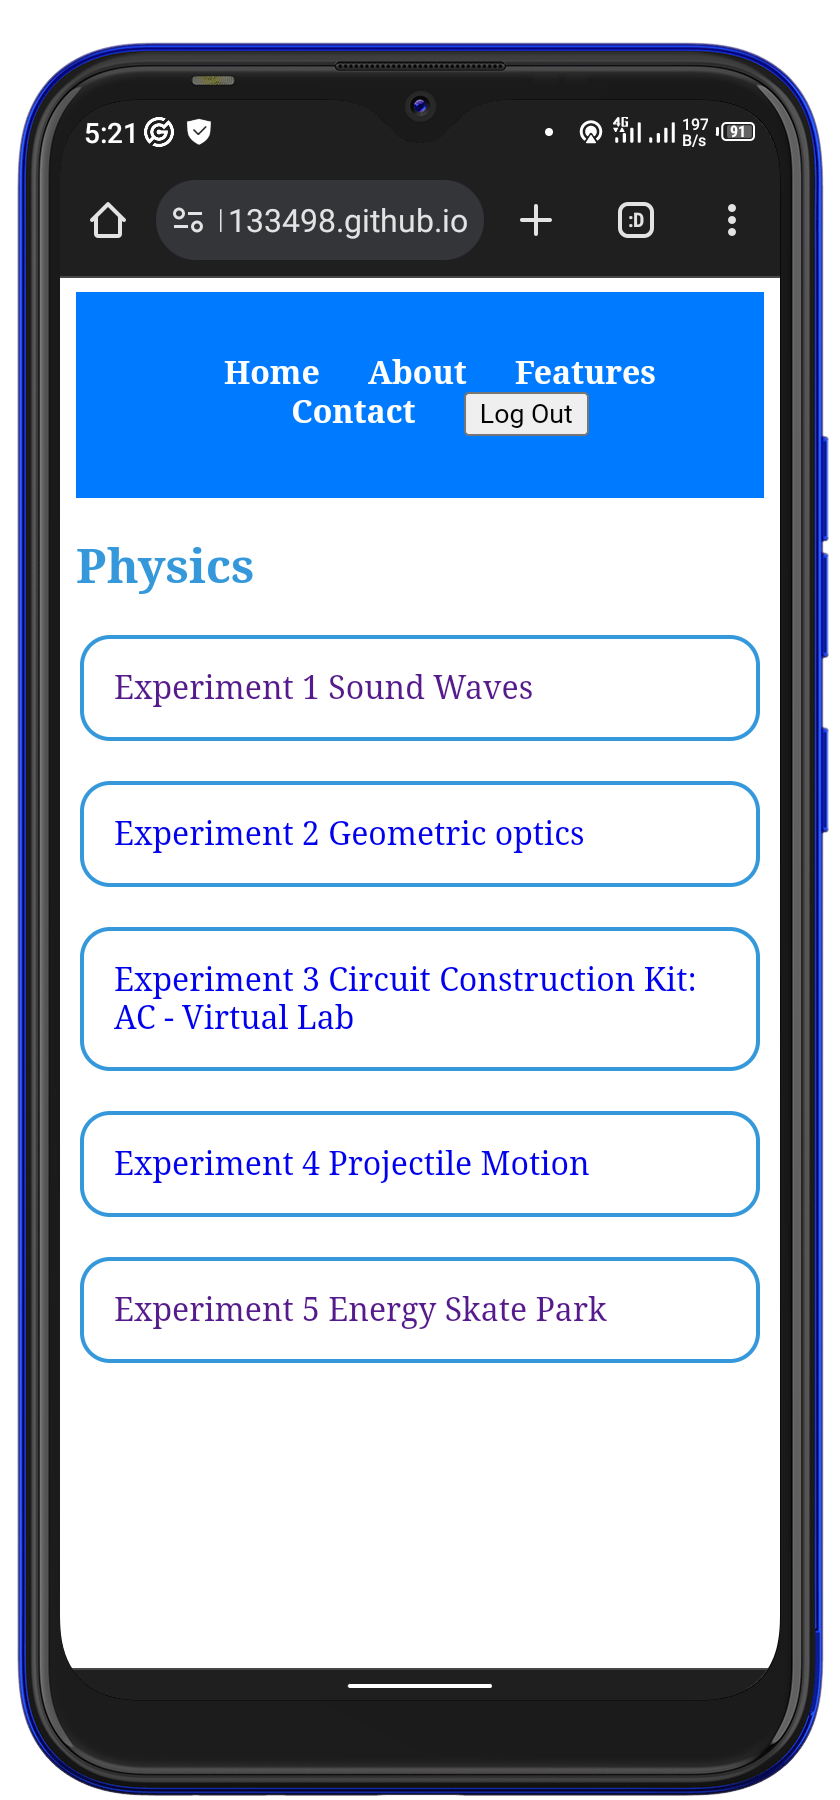 5:21
4G
197
B/s
91
133498.github.io
:D
Home About Features
Contact Log Out
Physics
Experiment 1 Sound Waves
Experiment 2 Geometric optics
Experiment 3 Circuit Construction Kit:
AC - Virtual Lab
Experiment 4 Projectile Motion
Experiment 5 Energy Skate Park